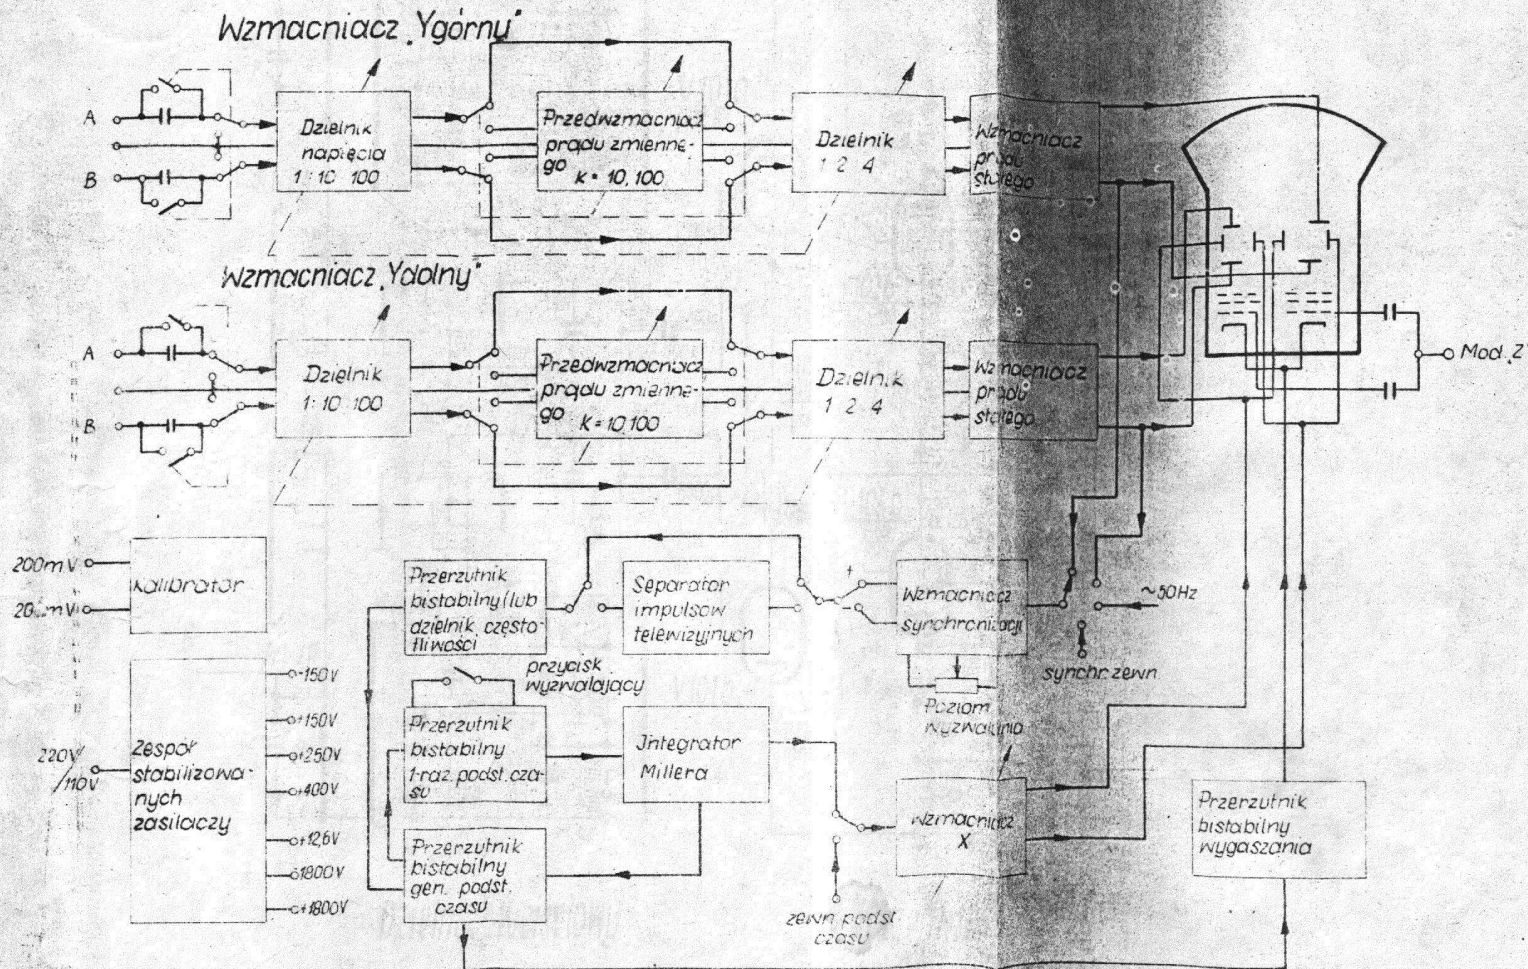 Wzmacniacz „Ygórny"
A
B
Dzielnik
napięcia
1:10 100
Przedwzmacniacz
prądu zmienne-
go
K = 10,100
Dzielnik
1 2 4
Wzmacniacz
prądu
stałego
Wzmacniacz „Ydolny"
A
B
Dzielnik
1:10 100
Przedwzmacniacz
prądu zmienne-
go
K = 10,100
Dzielnik
1 2 4
Wzmacniacz
prądu
stałego
Mod. „Z"
200mV
Kalibrator
Przerzutnik
bistabilny/lub
dzielnik często-
tliwości
Separator
impulsów
telewizyjnych
+
-
Wzmacniacz
synchronizacji
~50Hz
synchr. zewn.
Poziom
wyzwalania
220V/
/110V
Zespół
stabilizowa-
nych
zasilaczy
-150V
+150V
+250V
+400V
+12,6V
-1800V
+1800V
przycisk
wyzwalający
Przerzutnik
bistabilny
1-raz. podst. cza-
su
Integrator
Millera
Przerzutnik
bistabilny
gen. podst.
czasu
zewn. podst.
czasu
Wzmacniacz
X
Przerzutnik
bistabilny
wygaszania